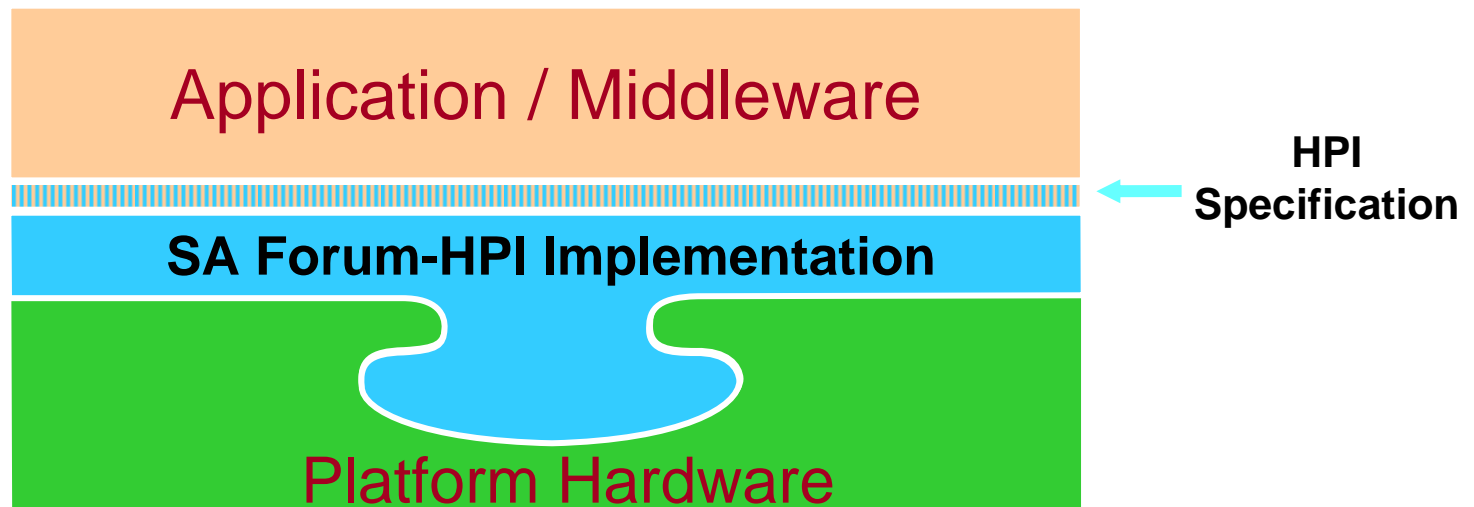 Application / Middleware
HPI
Specification
SA Forum-HPI Implementation
Platform Hardware